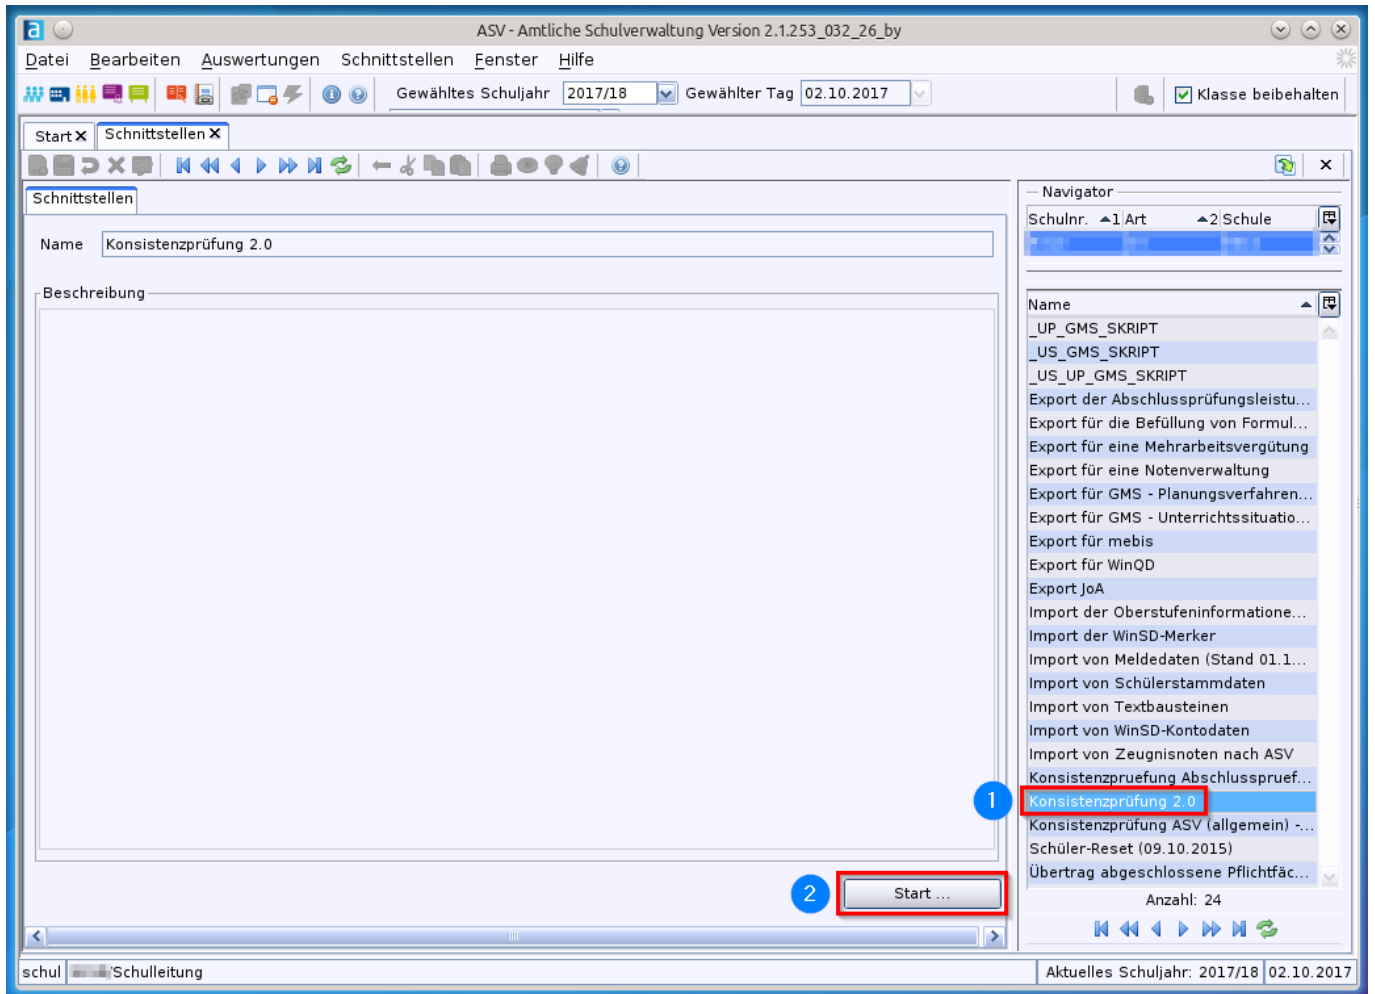 ASV - Amtliche Schulverwaltung Version 2.1.253_032_26_by
Datei Bearbeiten Auswertungen Schnittstellen Fenster Hilfe
Gewähltes Schuljahr 2017/18 Gewählter Tag 02.10.2017 Klasse beibehalten
Start Schnittstellen
Schnittstellen
Name Konsistenzprüfung 2.0
Beschreibung
Start ...
2
Navigator
Schulnr. 1 Art 2 Schule
Name
_UP_GMS_SKRIPT
_US_GMS_SKRIPT
_US_UP_GMS_SKRIPT
Export der Abschlussprüfungsleistu...
Export für die Befüllung von Formul...
Export für eine Mehrarbeitsvergütung
Export für eine Notenverwaltung
Export für GMS - Planungsverfahren...
Export für GMS - Unterrichtssituatio...
Export für mebis
Export für WinQD
Export JoA
Import der Oberstufeninformatione...
Import der WinSD-Merker
Import von Meldedaten (Stand 01.1...
Import von Schülerstammdaten
Import von Textbausteinen
Import von WinSD-Kontodaten
Import von Zeugnisnoten nach ASV
Konsistenzpruefung Abschlusspruef...
1 Konsistenzprüfung 2.0
Konsistenzprüfung ASV (allgemein) -...
Schüler-Reset (09.10.2015)
Übertrag abgeschlossene Pflichtfäc...
Anzahl: 24
schul /Schulleitung Aktuelles Schuljahr: 2017/18 02.10.2017